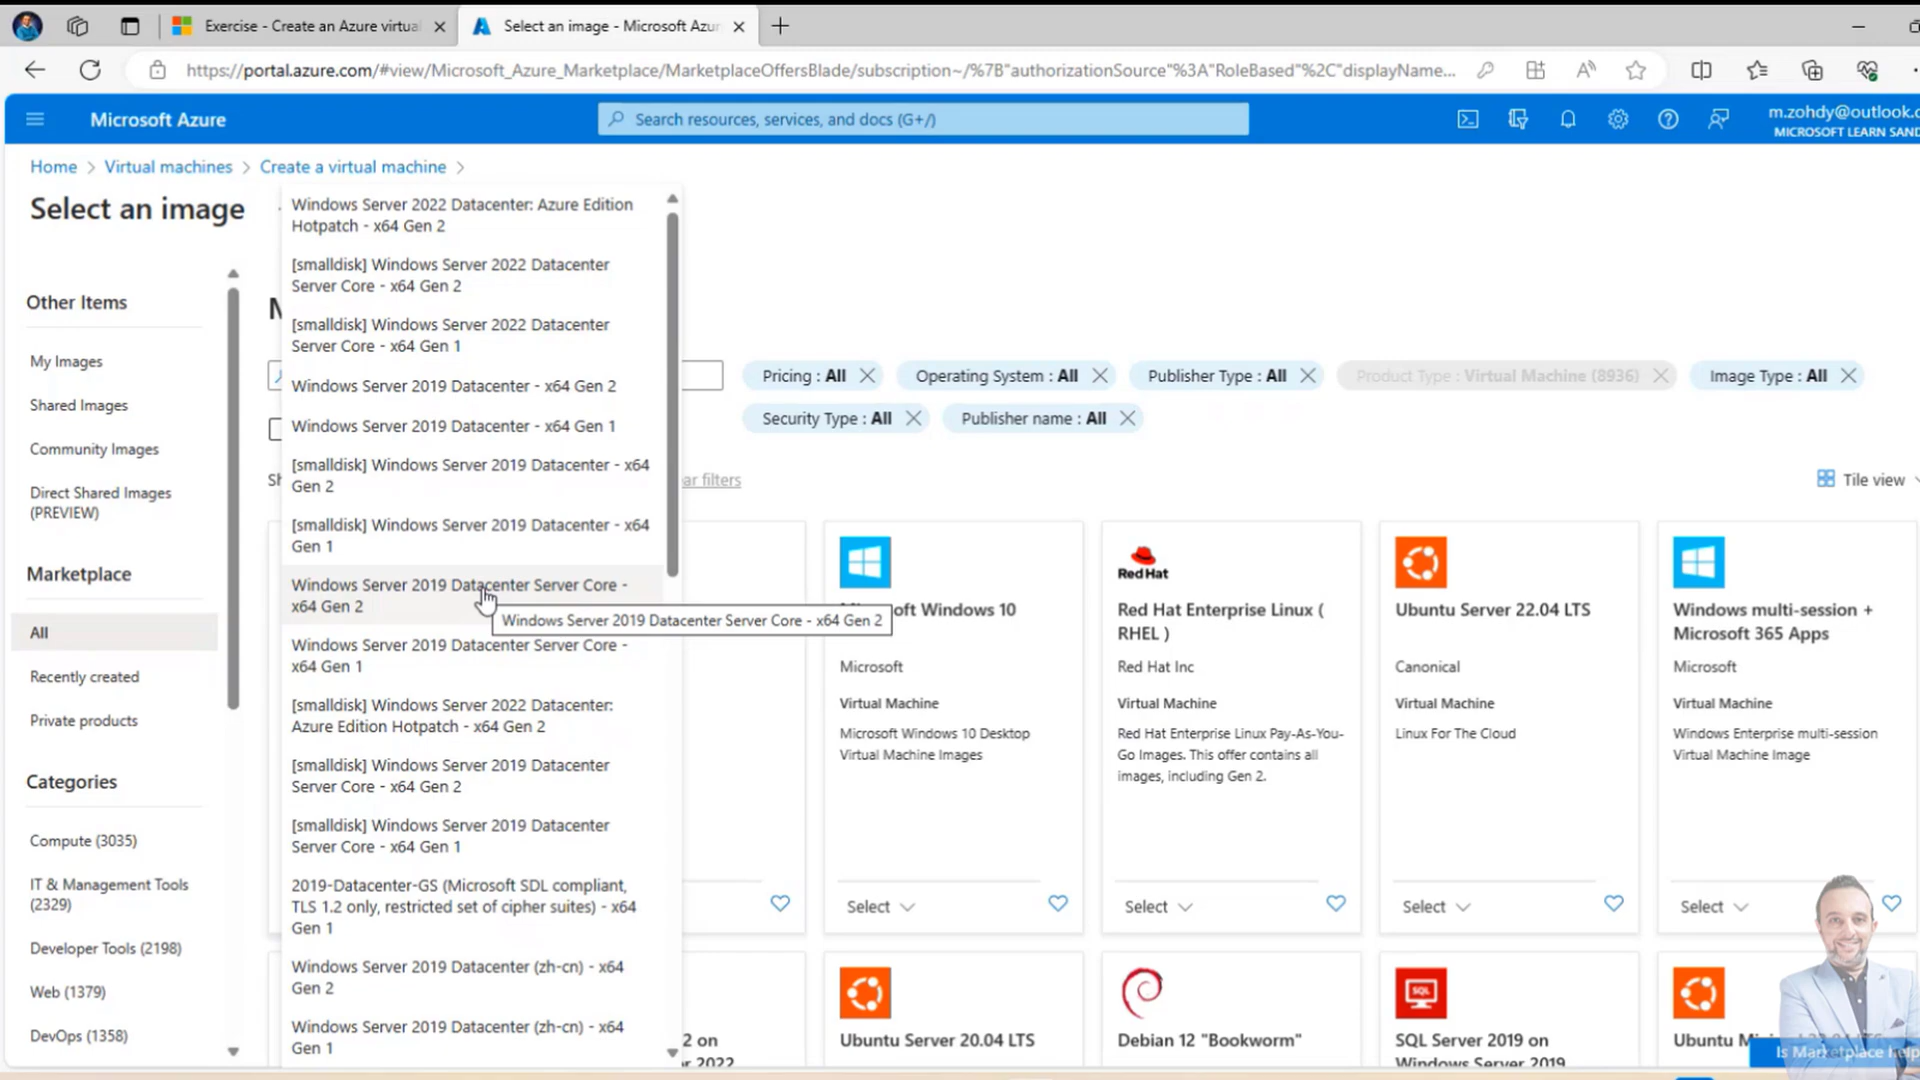 Exercise - Create an Azure virtual
Select an image - Microsoft Azur
https://portal.azure.com/#view/Microsoft_Azure_Marketplace/MarketplaceOffersBlade/subscription~/%7B"authorizationSource"%3A"RoleBased"%2C"displayName...
Microsoft Azure
Search resources, services, and docs (G+/)
m.zohdy@outlook.c
MICROSOFT LEARN SAND
Home > Virtual machines > Create a virtual machine >
Select an image
Other Items
My Images
Shared Images
Community Images
Direct Shared Images
(PREVIEW)
Marketplace
All
Recently created
Private products
Categories
Compute (3035)
IT & Management Tools
(2329)
Developer Tools (2198)
Web (1379)
DevOps (1358)
Windows Server 2022 Datacenter: Azure Edition
Hotpatch - x64 Gen 2
[smalldisk] Windows Server 2022 Datacenter
Server Core - x64 Gen 2
[smalldisk] Windows Server 2022 Datacenter
Server Core - x64 Gen 1
Windows Server 2019 Datacenter - x64 Gen 2
Windows Server 2019 Datacenter - x64 Gen 1
[smalldisk] Windows Server 2019 Datacenter - x64
Gen 2
[smalldisk] Windows Server 2019 Datacenter - x64
Gen 1
Windows Server 2019 Datacenter Server Core -
x64 Gen 2
Windows Server 2019 Datacenter Server Core - x64 Gen 2
Windows Server 2019 Datacenter Server Core -
x64 Gen 1
[smalldisk] Windows Server 2022 Datacenter:
Azure Edition Hotpatch - x64 Gen 2
[smalldisk] Windows Server 2019 Datacenter
Server Core - x64 Gen 2
[smalldisk] Windows Server 2019 Datacenter
Server Core - x64 Gen 1
2019-Datacenter-GS (Microsoft SDL compliant,
TLS 1.2 only, restricted set of cipher suites) - x64
Gen 1
Windows Server 2019 Datacenter (zh-cn) - x64
Gen 2
Windows Server 2019 Datacenter (zh-cn) - x64
Gen 1
Pricing : All
Operating System : All
Publisher Type : All
Product Type : Virtual Machine (8936)
Image Type : All
Security Type : All
Publisher name : All
ar filters
Tile view
oft Windows 10
Microsoft
Virtual Machine
Microsoft Windows 10 Desktop
Virtual Machine Images
Select
Red Hat
Red Hat Enterprise Linux (
RHEL )
Red Hat Inc
Virtual Machine
Red Hat Enterprise Linux Pay-As-You-
Go Images. This offer contains all
images, including Gen 2.
Select
Ubuntu Server 22.04 LTS
Canonical
Virtual Machine
Linux For The Cloud
Select
Windows multi-session +
Microsoft 365 Apps
Microsoft
Virtual Machine
Windows Enterprise multi-session
Virtual Machine Image
Select
2 on
r 2022
Ubuntu Server 20.04 LTS
Debian 12 "Bookworm"
SQL
SQL Server 2019 on
Windows Server 2019
Ubuntu
Is Marketplace help